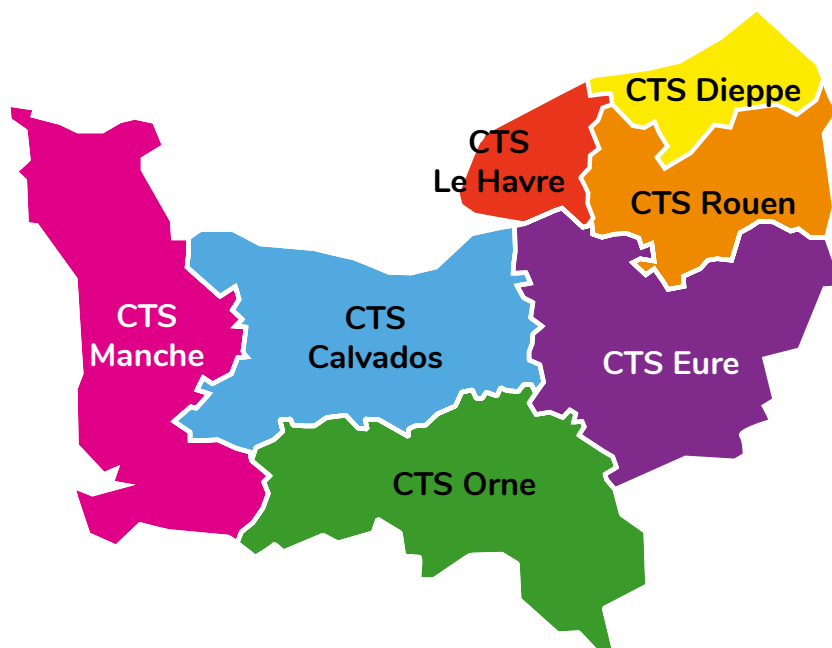 CTS Dieppe
CTS
Le Havre
CTS Rouen
CTS
Manche
CTS
Calvados
CTS Eure
CTS Orne